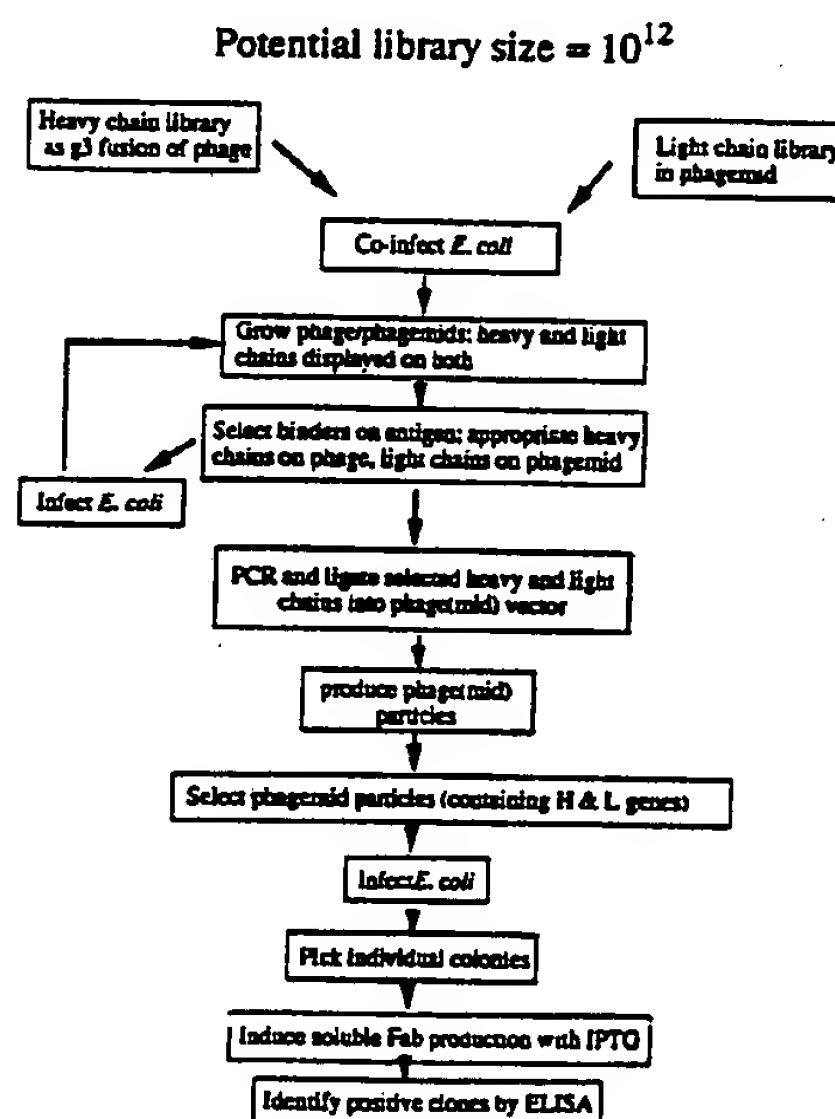 Potential library size = 10¹²
Heavy chain library
as g3 fusion of phage
Light chain library
in phagemid
Co-infect E. coli
Grow phage/phagemids: heavy and light
chains displayed on both
Select binders on antigen: appropriate heavy
chains on phage, light chains on phagemid
Infect E. coli
PCR and ligate selected heavy and light
chains into phage(mid) vector
produce phage(mid)
particles
Select phagemid particles (containing H & L genes)
Infect E. coli
Pick individual colonies
Induce soluble Fab production with IPTG
Identify positive clones by ELISA